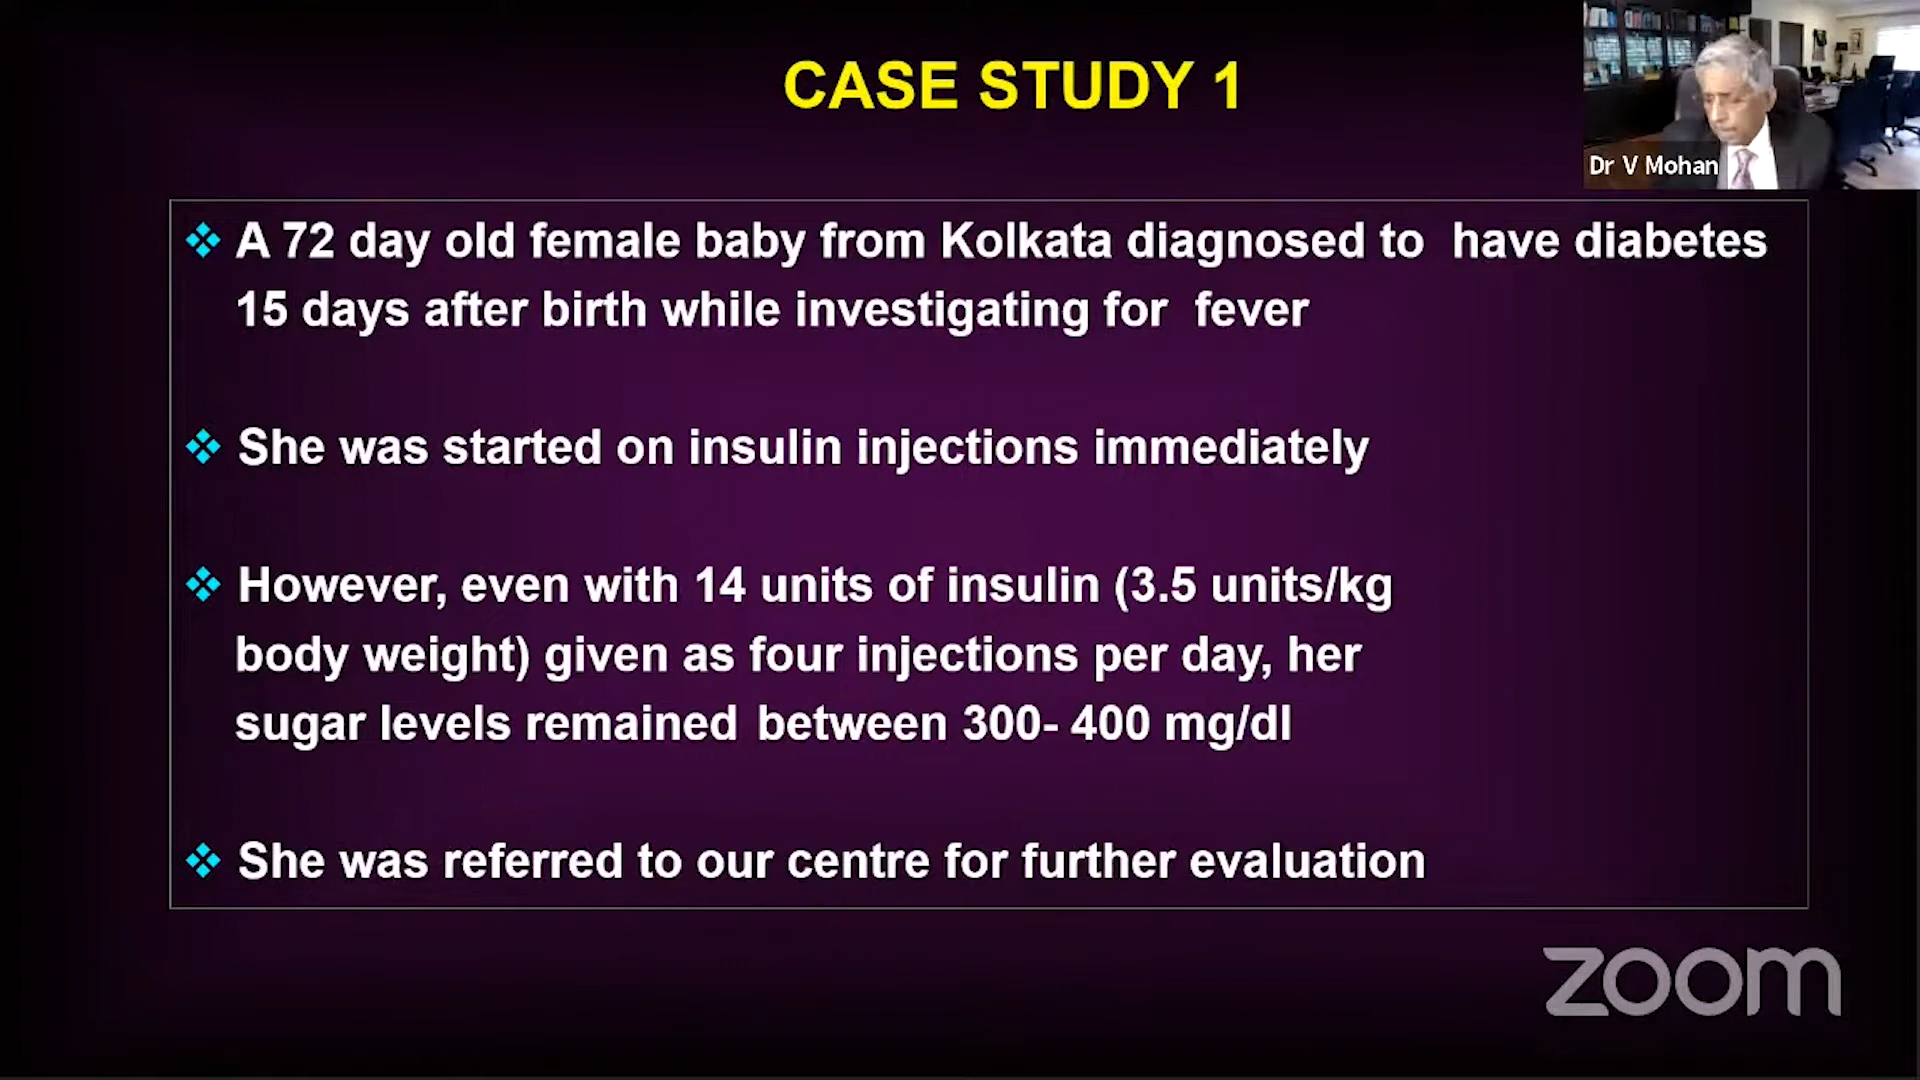 CASE STUDY 1
Dr V Mohan
A 72 day old female baby from Kolkata diagnosed to have diabetes
15 days after birth while investigating for fever
She was started on insulin injections immediately
However, even with 14 units of insulin (3.5 units/kg
body weight) given as four injections per day, her
sugar levels remained between 300- 400 mg/dl
She was referred to our centre for further evaluation
zoom